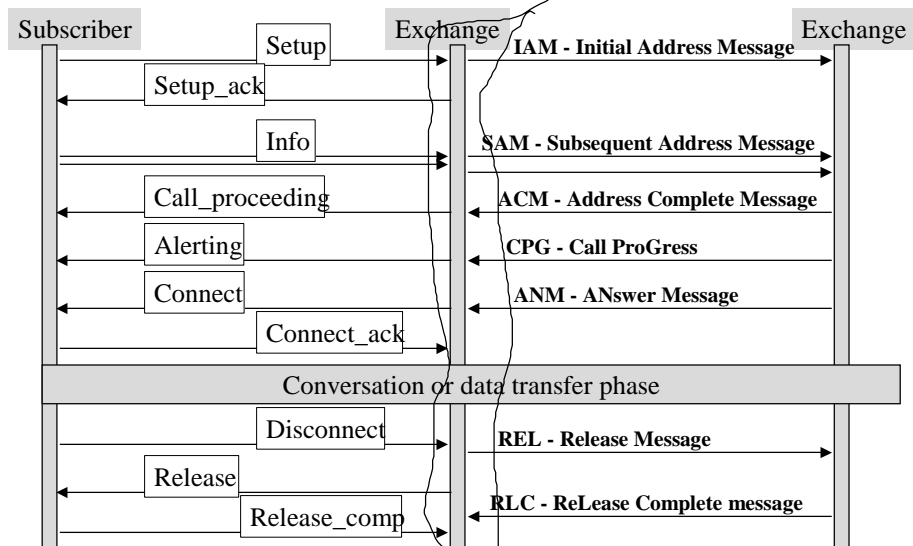 Subscriber
Exchange
Exchange
Setup
IAM - Initial Address Message
Setup_ack
Info
SAM - Subsequent Address Message
Call_proceeding
ACM - Address Complete Message
Alerting
CPG - Call ProGress
Connect
ANM - ANswer Message
Connect_ack
Conversation or data transfer phase
Disconnect
REL - Release Message
Release
RLC - ReLease Complete message
Release_comp